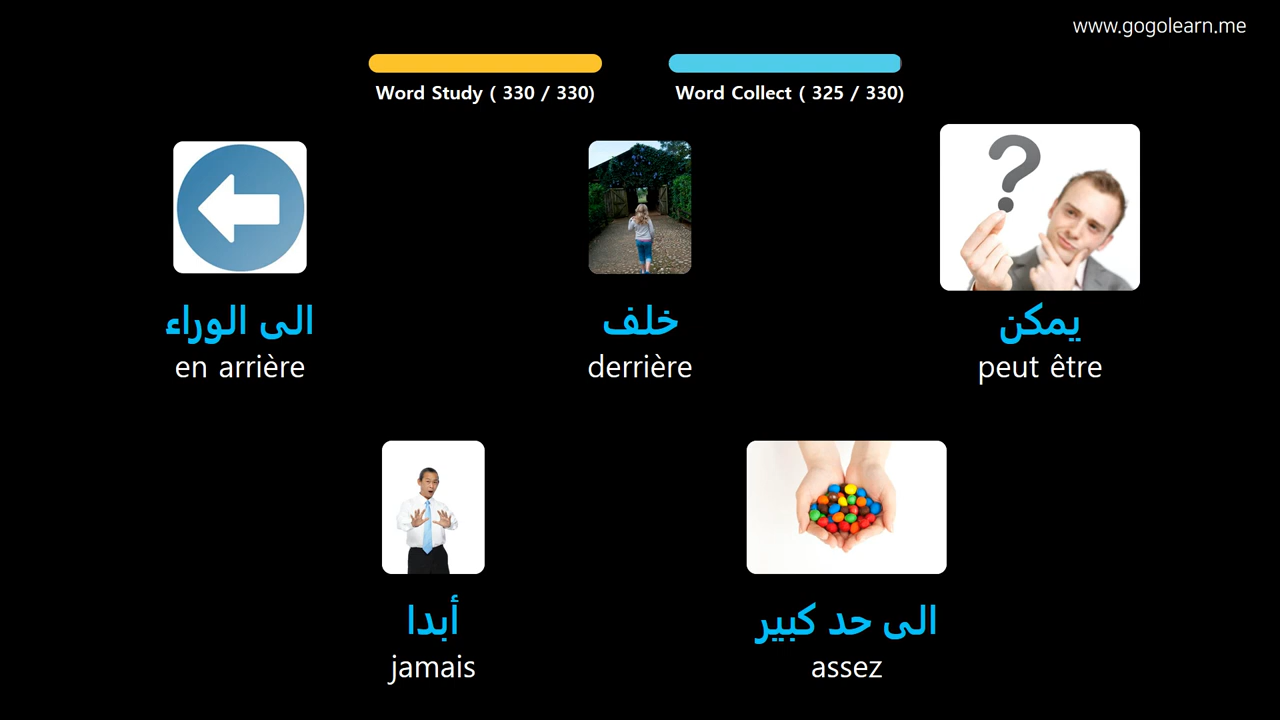 www.gogolearn.me
Word Study ( 330 / 330)
Word Collect ( 325 / 330)
الى الوراء
en arrière
خلف
derrière
يمكن
peut être
أبدا
jamais
الى حد كبير
assez